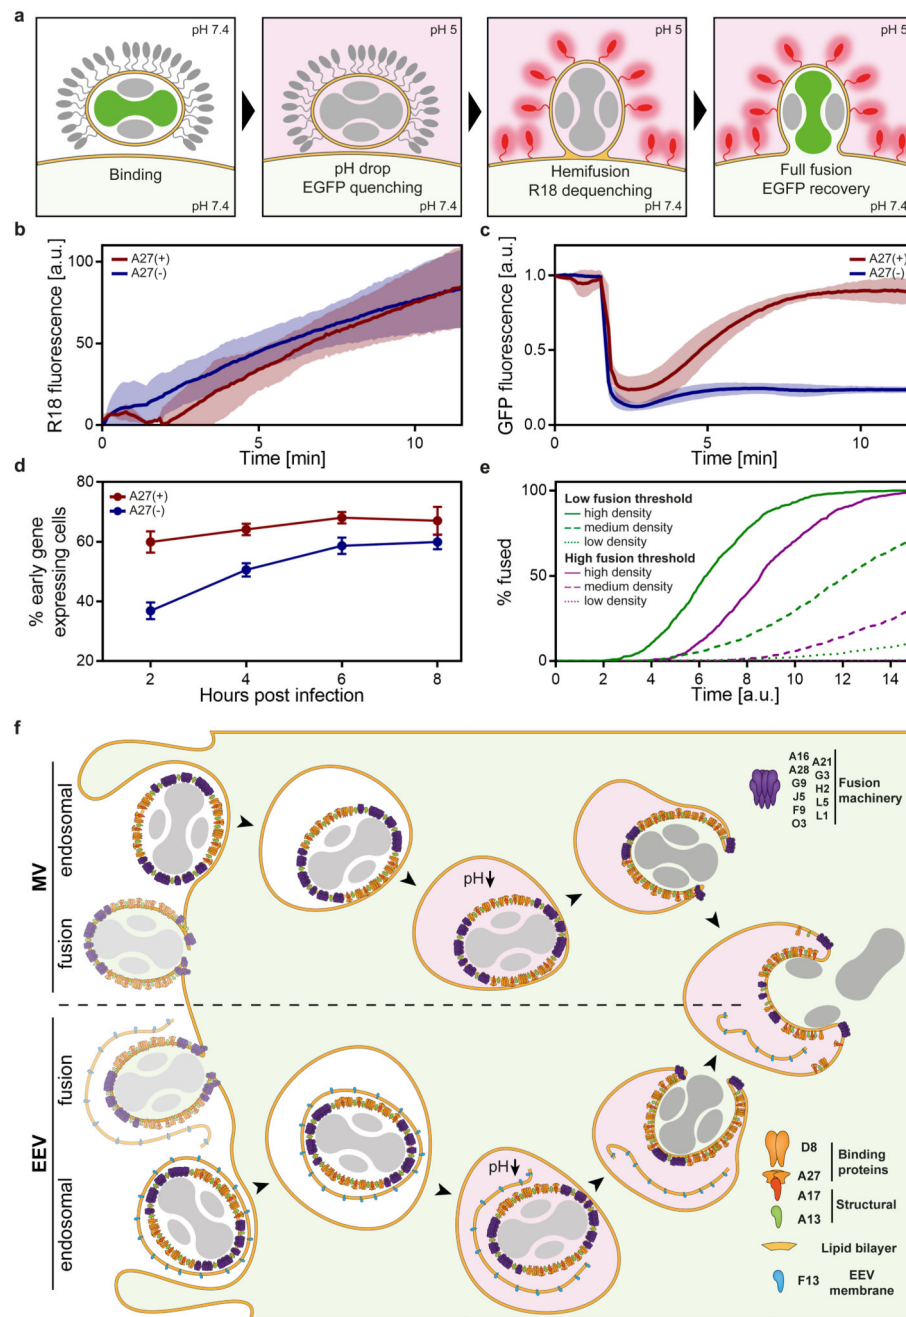 a
pH 7.4
Binding
pH 7.4
pH 5
pH drop
EGFP quenching
pH 7.4
pH 5
Hemifusion
R18 dequenching
pH 7.4
pH 5
Full fusion
EGFP recovery
pH 7.4
b
R18 fluorescence [a.u.]
100
50
0
A27(+)
A27(-)
0 5 10
Time [min]
c
GFP fluorescence [a.u.]
1.0
0.5
0.0
A27(+)
A27(-)
0 5 10
Time [min]
d
% early gene
expressing cells
80
60
40
20
A27(+)
A27(-)
2 4 6 8
Hours post infection
e
% fused
100
50
0
Low fusion threshold
high density
medium density
low density
High fusion threshold
high density
medium density
low density
0 2 4 6 8 10 12 14
Time [a.u.]
f
MV
endosomal
fusion
EEV
fusion
endosomal
pH
pH
A16
A28
G9
J5
F9
O3
A21
G3
H2
L5
L1
Fusion
machinery
D8
A27
Binding
proteins
A17
A13
Structural
Lipid bilayer
F13
EEV
membrane